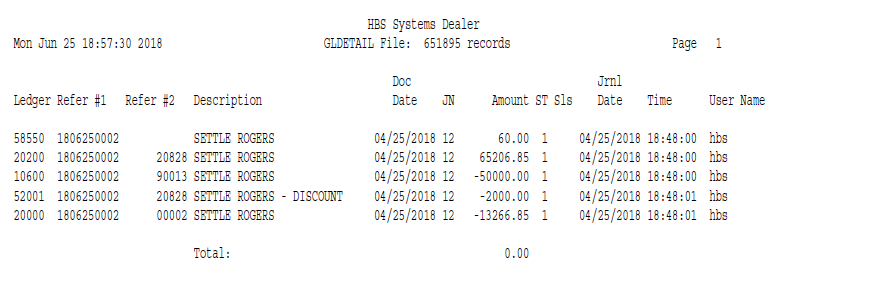 HBS Systems Dealer
Mon Jun 25 18:57:30 2018 GLDETAIL File: 651895 records Page 1
Doc Jrnl
Ledger Refer #1 Refer #2 Description Date JN Amount ST Sls Date Time User Name
58550 1806250002 SETTLE ROGERS 04/25/2018 12 60.00 1 04/25/2018 18:48:00 hbs
20200 1806250002 20828 SETTLE ROGERS 04/25/2018 12 65206.85 1 04/25/2018 18:48:00 hbs
10600 1806250002 90013 SETTLE ROGERS 04/25/2018 12 -50000.00 1 04/25/2018 18:48:00 hbs
52001 1806250002 20828 SETTLE ROGERS - DISCOUNT 04/25/2018 12 -2000.00 1 04/25/2018 18:48:01 hbs
20000 1806250002 00002 SETTLE ROGERS 04/25/2018 12 -13266.85 1 04/25/2018 18:48:01 hbs
Total: 0.00